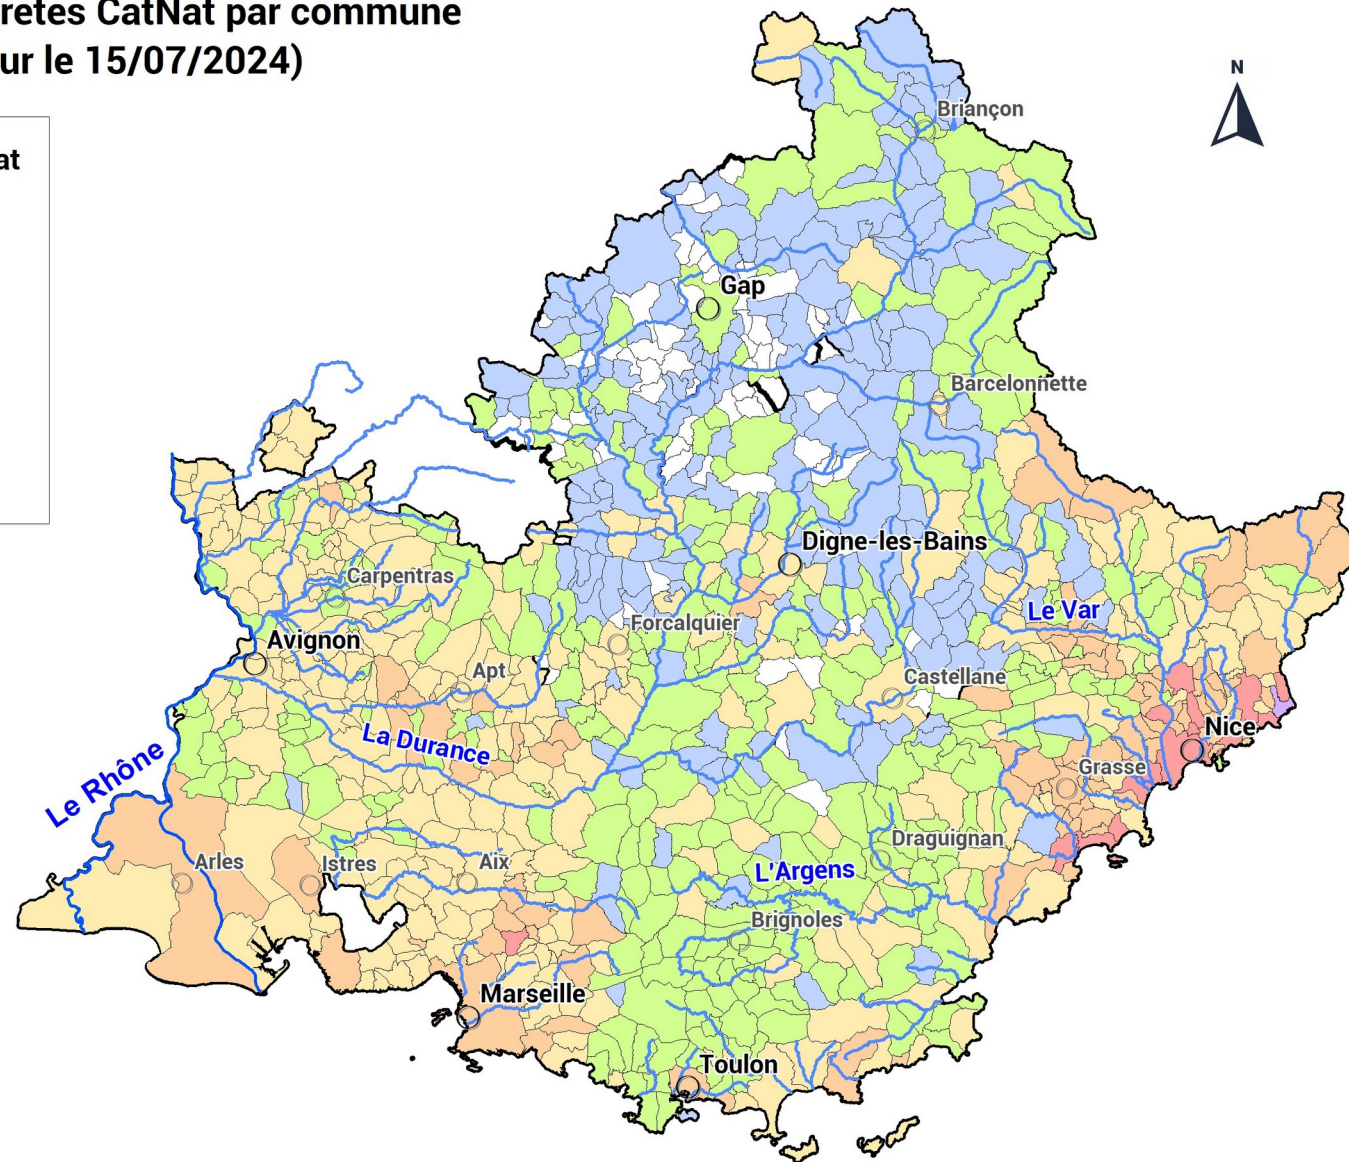 retes CatNat par commune
ur le 15/07/2024)
at
N
Briançon
Gap
Barcelonnette
Digne-les-Bains
Carpentras
Le Var
Forcalquier
Avignon
Apt
Castellane
Nice
La Durance
Grasse
Le Rhône
Draguignan
Arles
Istres
Aix
L'Argens
Brignoles
Marseille
Toulon